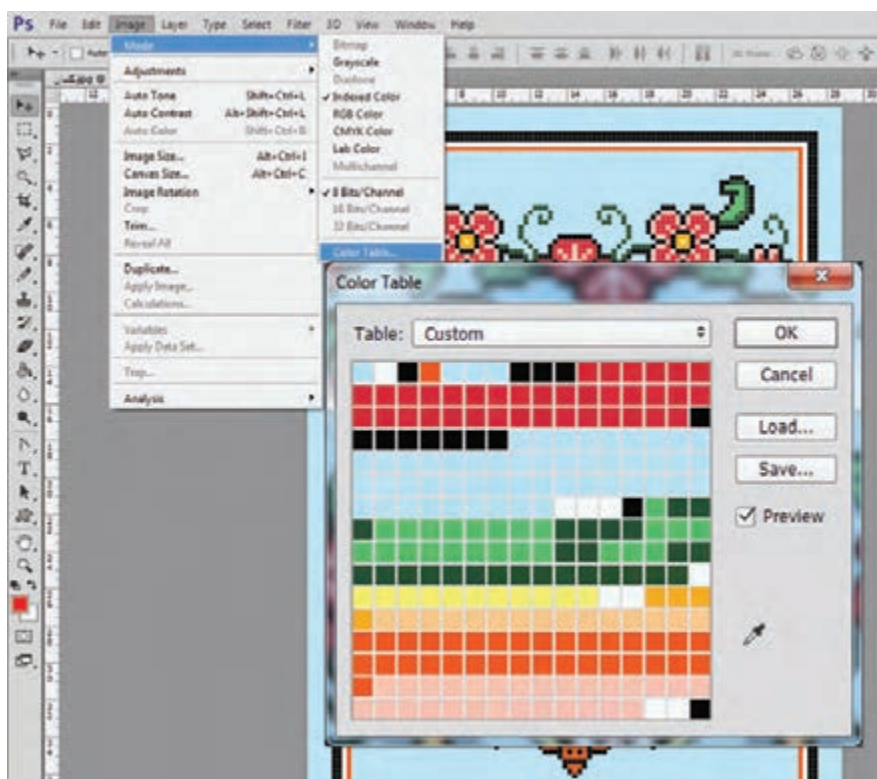 Ps File Edit Image Layer Type Select Filter 3D View Window Help
Mode
Adjustments
Auto Tone Shift+Ctrl+L
Auto Contrast Alt+Shift+Ctrl+L
Auto Color Shift+Ctrl+B
Image Size... Alt+Ctrl+I
Canvas Size... Alt+Ctrl+C
Image Rotation
Crop
Trim...
Reveal All
Duplicate...
Apply Image...
Calculations...
Variables
Apply Data Set...
Trap...
Analysis
Bitmap
Grayscale
Duotone
Indexed Color
RGB Color
CMYK Color
Lab Color
Multichannel
8 Bits/Channel
16 Bits/Channel
32 Bits/Channel
Color Table...
Color Table
Table: Custom
OK
Cancel
Load...
Save...
Preview